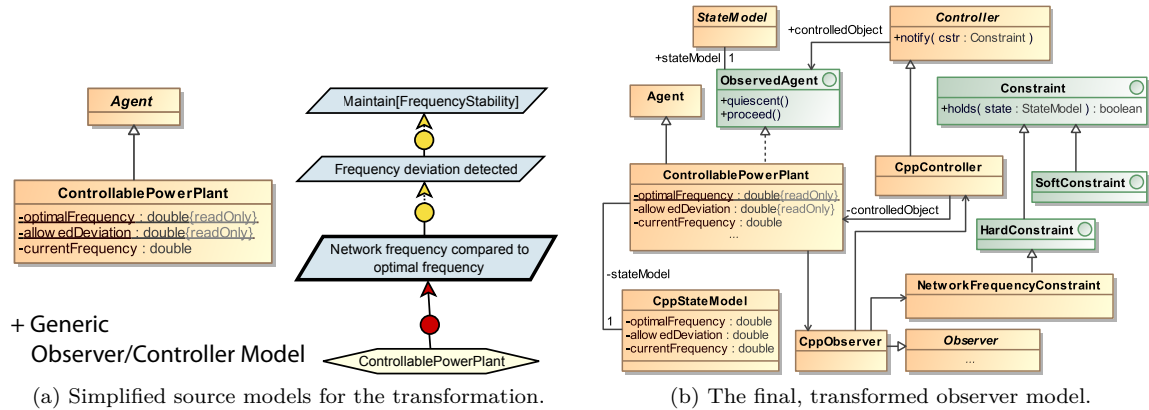 Agent
ControllablePowerPlant
-optimalFrequency : double{readOnly}
-allowedDeviation : double{readOnly}
-currentFrequency : double
+ Generic
Observer/Controller Model
Maintain[FrequencyStability]
Frequency deviation detected
Network frequency compared to
optimal frequency
ControllablePowerPlant
(a) Simplified source models for the transformation.
StateModel
+stateModel
1
Controller
+notify( cstr : Constraint )
+controlledObject
ObservedAgent
+quiescent()
+proceed()
Agent
Constraint
+holds( state : StateModel ) : boolean
ControllablePowerPlant
-optimalFrequency : double{readOnly}
-allowedDeviation : double{readOnly}
-currentFrequency : double
...
CppController
-controlledObject
SoftConstraint
HardConstraint
-stateModel
1
CppStateModel
-optimalFrequency : double
-allowedDeviation : double
-currentFrequency : double
NetworkFrequencyConstraint
CppObserver
Observer
...
(b) The final, transformed observer model.